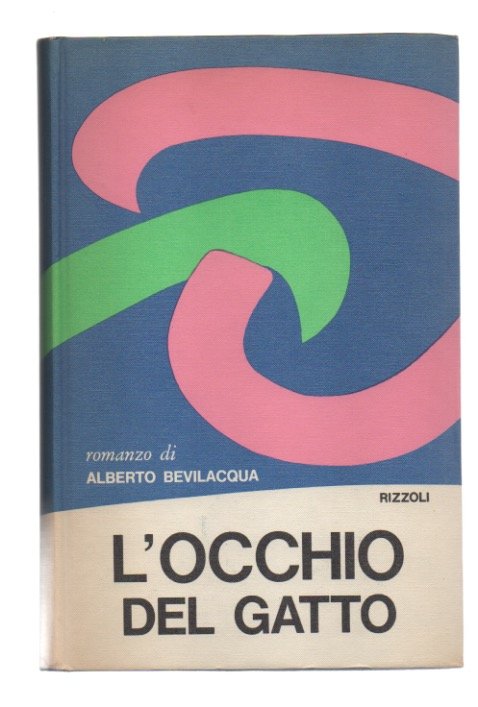 romanzo di
ALBERTO BEVILACQUA
RIZZOLI
L'OCCHIO
DEL GATTO